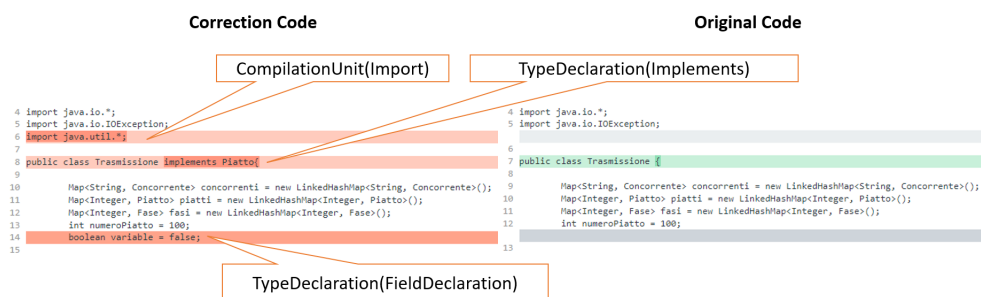 Correction Code
Original Code
CompilationUnit(Import)
TypeDeclaration(Implements)
4 import java.io.*;
5 import java.io.IOException;
6 import java.util.*;
7
8 public class Trasmissione implements Piatto{
9
10 Map<String, Concorrente> concorrenti = new LinkedHashMap<String, Concorrente>();
11 Map<Integer, Piatto> piatti = new LinkedHashMap<Integer, Piatto>();
12 Map<Integer, Fase> fasi = new LinkedHashMap<Integer, Fase>();
13 int numeroPiatto = 100;
14 boolean variable = false;
15
4 import java.io.*;
5 import java.io.IOException;
6
7 public class Trasmissione {
8
9 Map<String, Concorrente> concorrenti = new LinkedHashMap<String, Concorrente>();
10 Map<Integer, Piatto> piatti = new LinkedHashMap<Integer, Piatto>();
11 Map<Integer, Fase> fasi = new LinkedHashMap<Integer, Fase>();
12 int numeroPiatto = 100;
13
TypeDeclaration(FieldDeclaration)